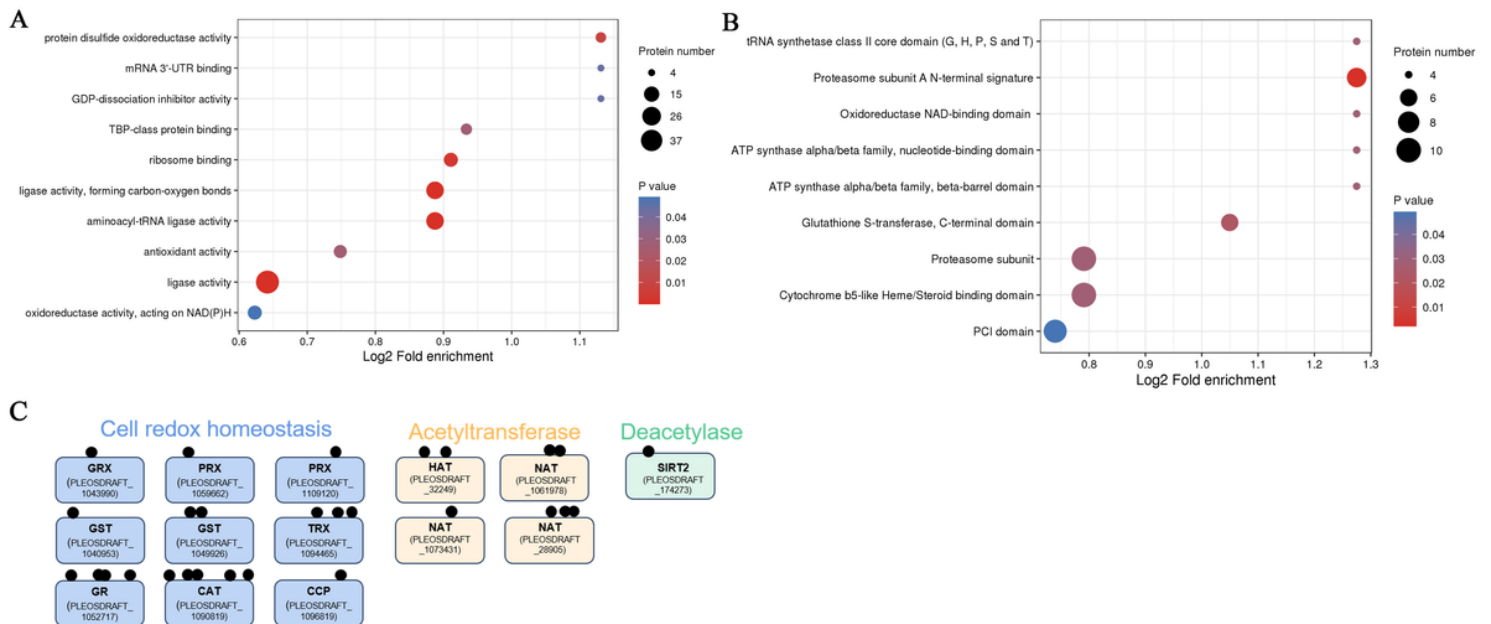 A
protein disulfide oxidoreductase activity
mRNA 3'-UTR binding
GDP-dissociation inhibitor activity
TBP-class protein binding
ribosome binding
ligase activity, forming carbon-oxygen bonds
aminoacyl-tRNA ligase activity
antioxidant activity
ligase activity
oxidoreductase activity, acting on NAD(P)H
0.6 0.7 0.8 0.9 1.0 1.1
Log2 Fold enrichment
Protein number
4
15
26
37
P value
0.04
0.03
0.02
0.01
B
tRNA synthetase class II core domain (G, H, P, S and T)
Proteasome subunit A N-terminal signature
Oxidoreductase NAD-binding domain
ATP synthase alpha/beta family, nucleotide-binding domain
ATP synthase alpha/beta family, beta-barrel domain
Glutathione S-transferase, C-terminal domain
Proteasome subunit
Cytochrome b5-like Heme/Steroid binding domain
PCI domain
0.8 0.9 1.0 1.1 1.2 1.3
Log2 Fold enrichment
Protein number
4
6
8
10
P value
0.04
0.03
0.02
0.01
C
Cell redox homeostasis
GRX
(PLEOSDRAFT_
1043990)
PRX
(PLEOSDRAFT_
1059662)
PRX
(PLEOSDRAFT_
1109120)
GST
(PLEOSDRAFT_
1040953)
GST
(PLEOSDRAFT_
1049926)
TRX
(PLEOSDRAFT_
1094465)
GR
(PLEOSDRAFT_
1052717)
CAT
(PLEOSDRAFT_
1090819)
CCP
(PLEOSDRAFT_
1096819)
Acetyltransferase
HAT
(PLEOSDRAFT
_32249)
NAT
(PLEOSDRAFT
_1061978)
NAT
(PLEOSDRAFT
_1073431)
NAT
(PLEOSDRAFT
_28905)
Deacetylase
SIRT2
(PLEOSDRAFT
_174273)